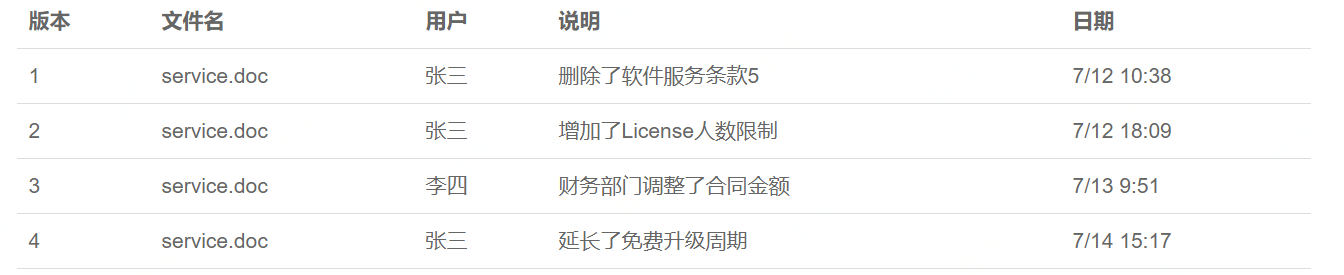 版本 文件名 用户 说明 日期
1 service.doc 张三 删除了软件服务条款5 7/12 10:38
2 service.doc 张三 增加了License人数限制 7/12 18:09
3 service.doc 李四 财务部门调整了合同金额 7/13 9:51
4 service.doc 张三 延长了免费升级周期 7/14 15:17